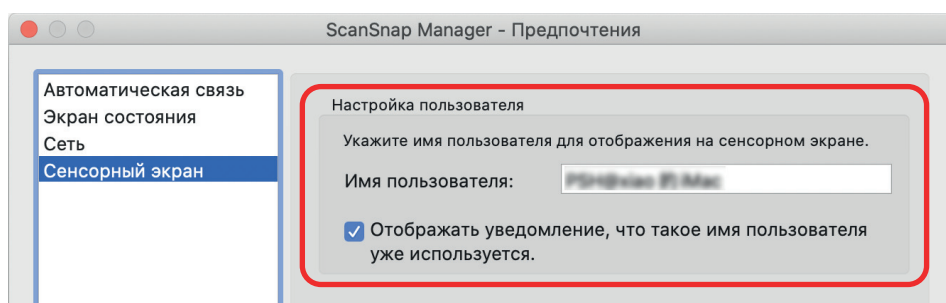 ScanSnap Manager - Предпочтения
Автоматическая связь
Экран состояния
Сеть
Сенсорный экран
Настройка пользователя
Укажите имя пользователя для отображения на сенсорном экране.
Имя пользователя:
Отображать уведомление, что такое имя пользователя
уже используется.